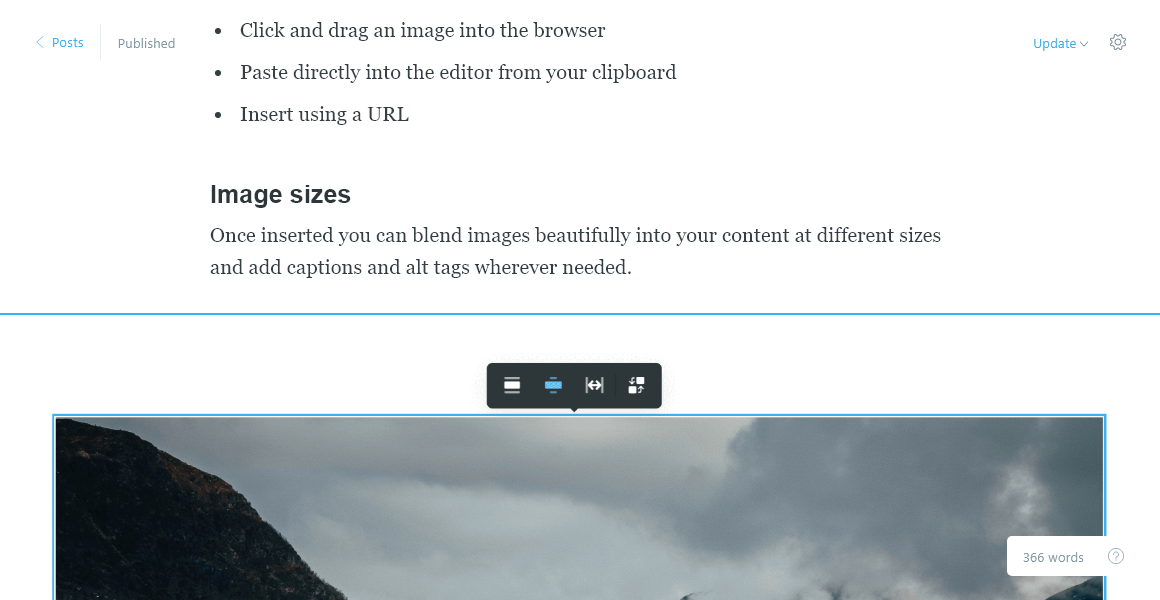 Click and drag an image into the browser
Posts
Published
Update
Paste directly into the editor from your clipboard
Insert using a URL
Image sizes
Once inserted you can blend images beautifully into your content at different sizes
and add captions and alt tags wherever needed.
366 words
?